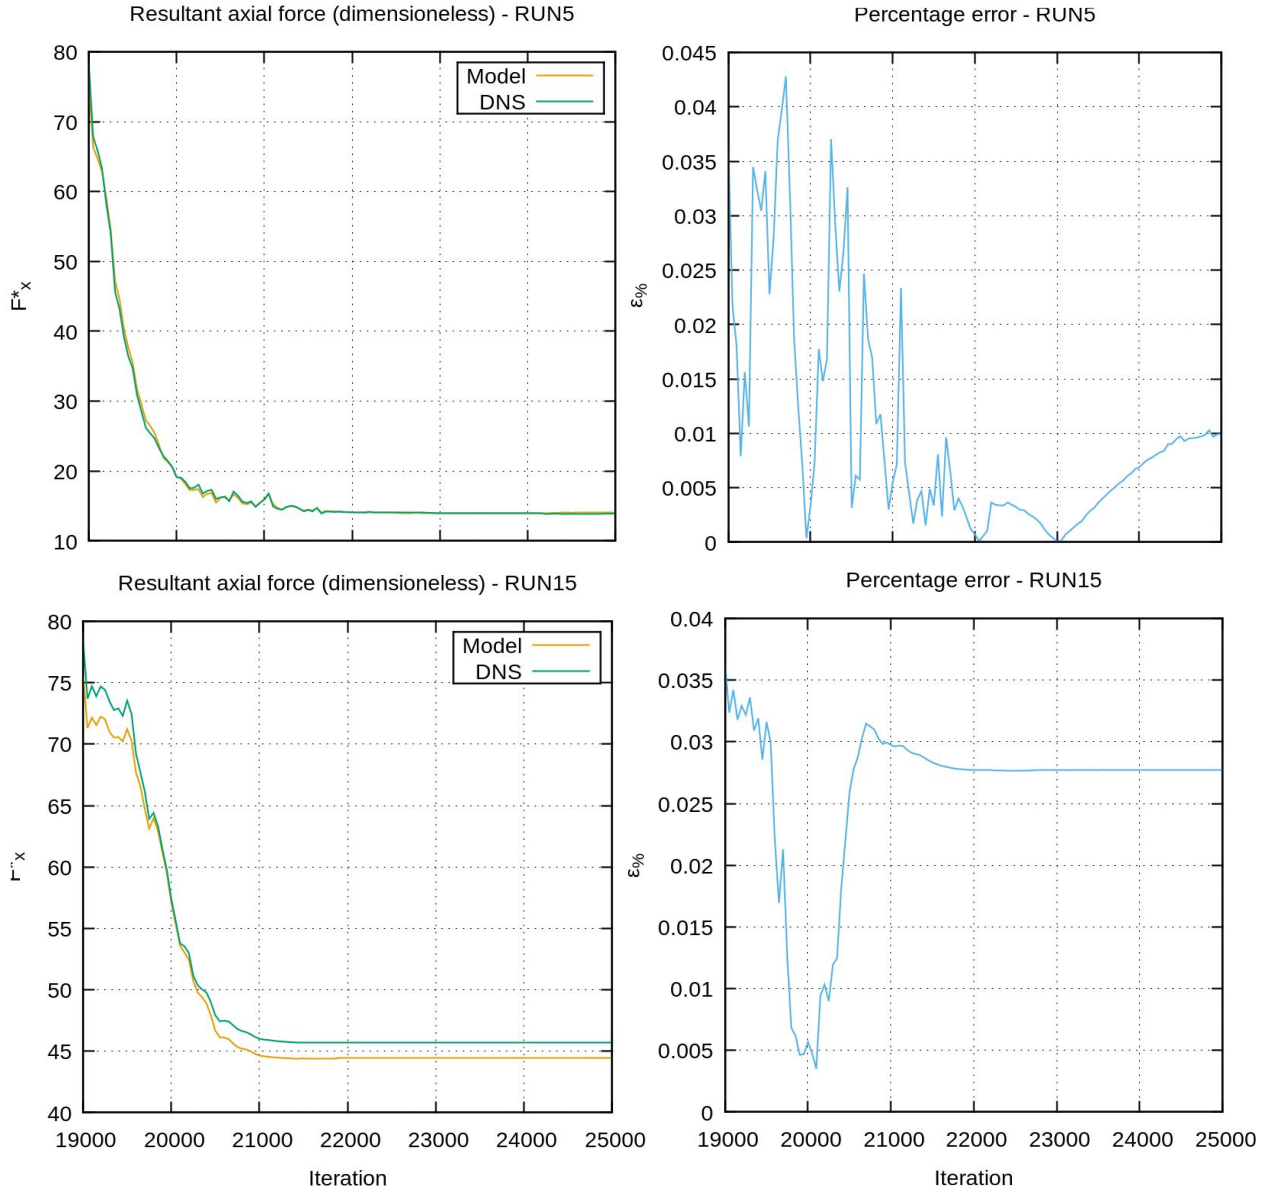 Resultant axial force (dimensioneless) - RUN5
80
70
60
50
40
30
20
10
F*x
Model
DNS
Percentage error - RUN5
0.045
0.04
0.035
0.03
0.025
0.02
0.015
0.01
0.005
0
ε%
Resultant axial force (dimensioneless) - RUN15
80
75
70
65
60
55
50
45
40
x
Model
DNS
19000 20000 21000 22000 23000 24000 25000
Iteration
Percentage error - RUN15
0.04
0.035
0.03
0.025
0.02
0.015
0.01
0.005
0
ε%
19000 20000 21000 22000 23000 24000 25000
Iteration